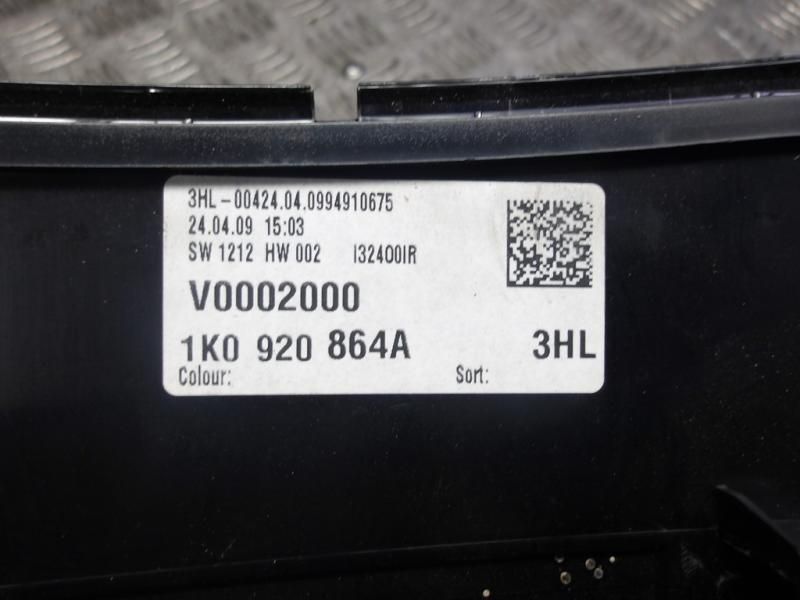 3HL-00424.04.0994910675
24.04.09 15:03
SW 1212 HW 002 I32400IR
V0002000
1K0 920 864A 3HL
Colour: Sort: